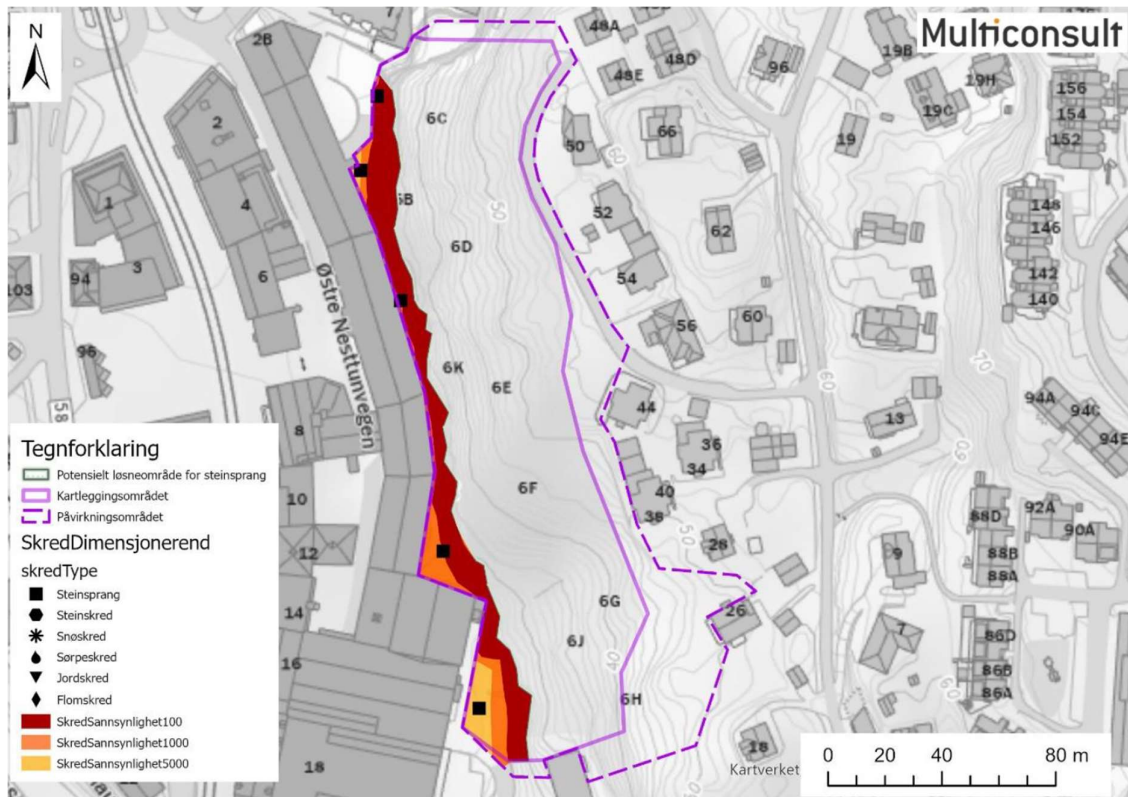 N
Multiconsult
2B
2
4
6
1
3
94
103
96
58
8
10
12
14
16
18
Østre Nesttunvegen
6C
6D
6K
6E
6F
6G
6J
6H
50
40
48A
48D
48E
50
60
66
96
52
54
62
56
60
44
36
34
40
38
28
26
18
50
60
60
60
70
19B
19H
19C
19
156
154
152
148
146
142
140
13
94A
94C
94E
88D
88B
88A
92A
90A
9
7
86D
86B
86A
Tegnforklaring
Potensielt løsneområde for steinsprang
Kartleggingsområdet
Påvirkningsområdet
SkredDimensjonerend
skredType
Steinsprang
Steinskred
Snøskred
Sørpeskred
Jordskred
Flomskred
SkredSannsynlighet100
SkredSannsynlighet1000
SkredSannsynlighet5000
Kartverket
0 20 40 80 m